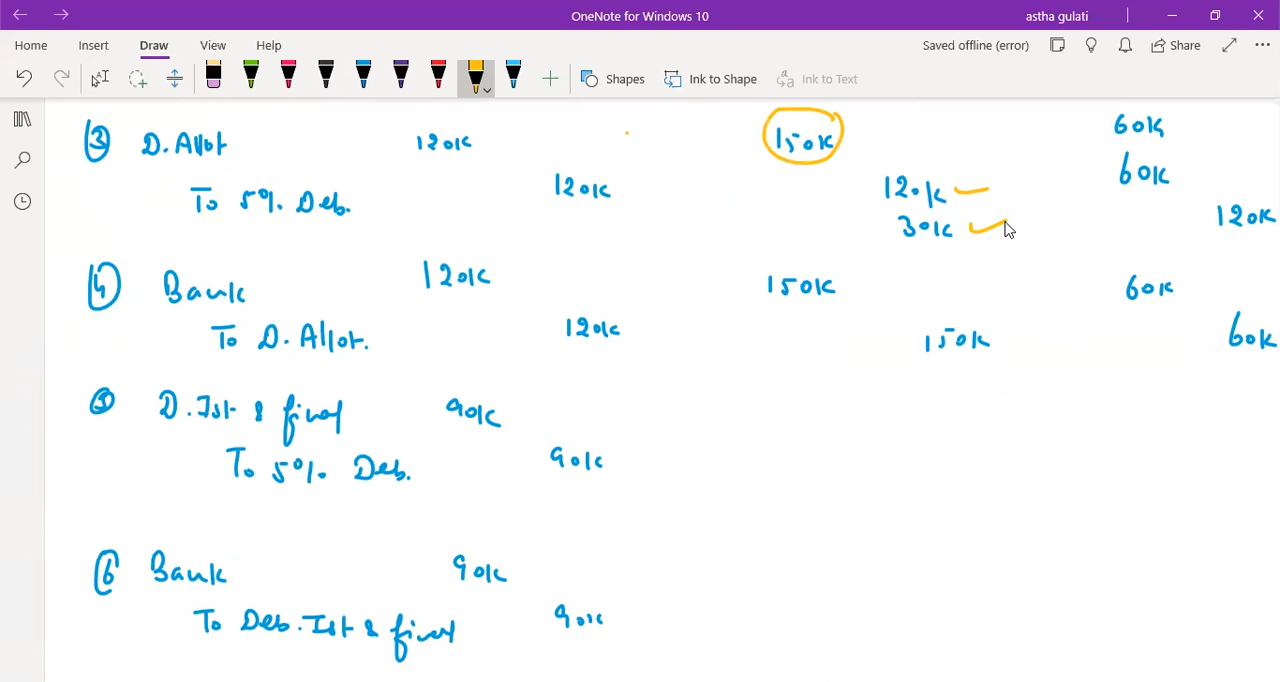 OneNote for Windows 10
astha gulati
Home Insert Draw View Help
Saved offline (error) Share
Shapes Ink to Shape Ink to Text
3 D. Allot 120K 150K 60K
60K
To 5% Deb. 120K 120K 120K
30K
4 Bank 120K 150K 60K
To D. Allot. 120K 150K 60K
5 D. Ist & final 90K
To 5% Deb. 90K
6 Bank 90K
To Deb. Ist & final 90K